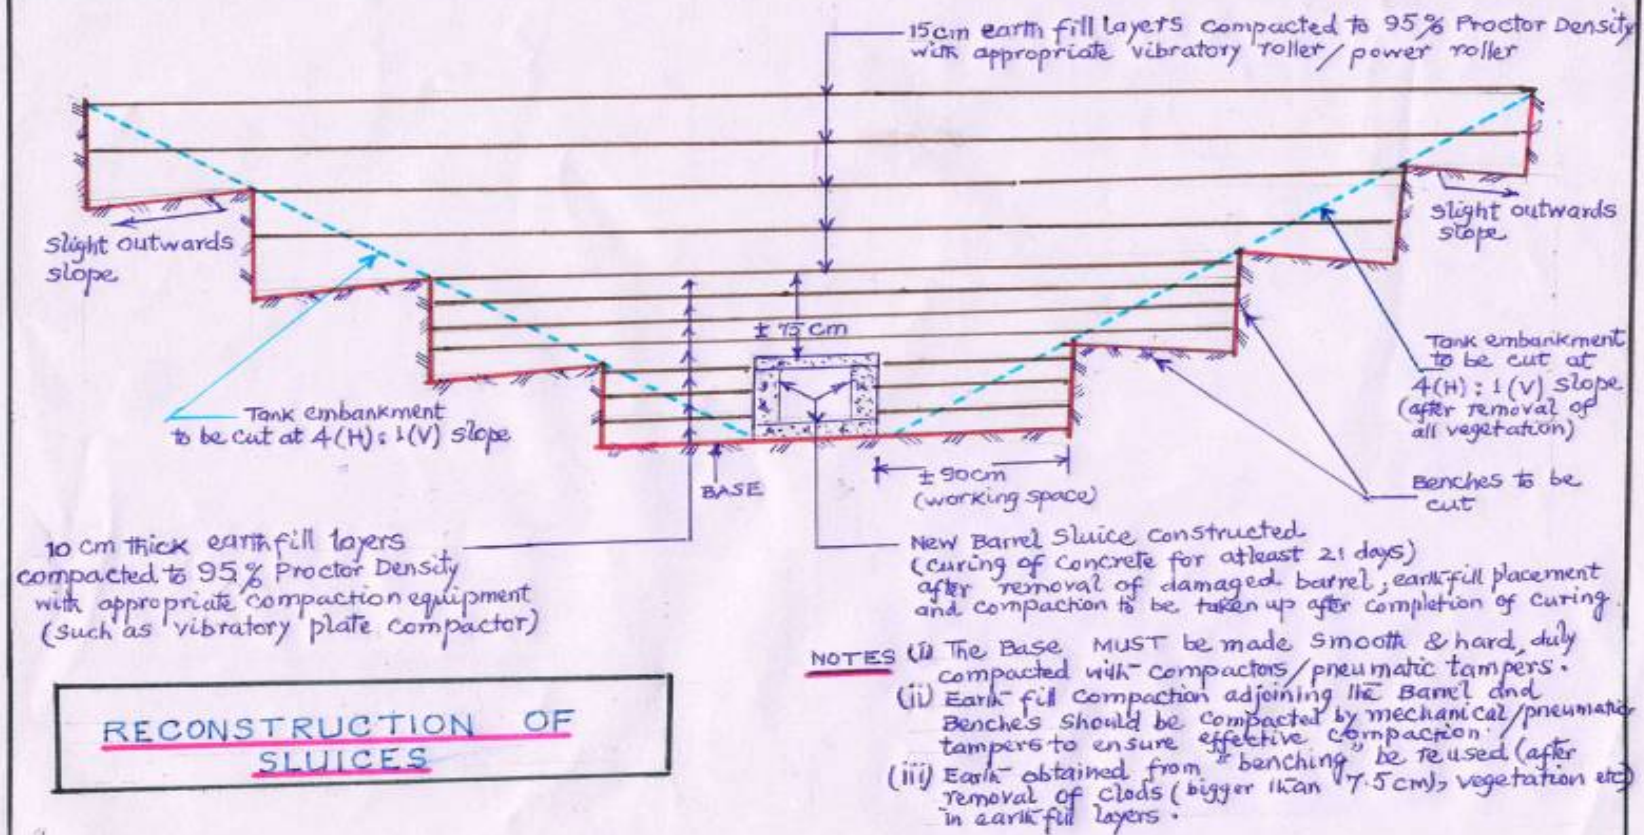 15cm earth fill layers compacted to 95% Proctor Density
with appropriate vibratory roller/power roller
Slight outwards
slope
Slight outwards
slope
± 75 cm
Tank embankment
to be cut at 4(H):1(V) slope
Tank embankment
to be cut at
4(H):1(V) slope
(after removal of
all vegetation)
BASE
± 90cm
(working space)
Benches to be
cut
10 cm thick earthfill layers
compacted to 95% Proctor Density
with appropriate compaction equipment
(such as vibratory plate compactor)
New Barrel Sluice constructed
(curing of concrete for atleast 21 days)
after removal of damaged barrel; earthfill placement
and compaction to be taken up after completion of curing
NOTES (i) The Base MUST be made smooth & hard, duly
compacted with compactors/pneumatic tampers.
(ii) Earth fill compaction adjoining the Barrel and
Benches should be compacted by mechanical/pneumatic
tampers to ensure effective compaction.
(iii) Earth obtained from "benching" be reused (after
removal of clods (bigger than 7.5cm), vegetation etc)
in earth fill layers.
RECONSTRUCTION OF
SLUICES